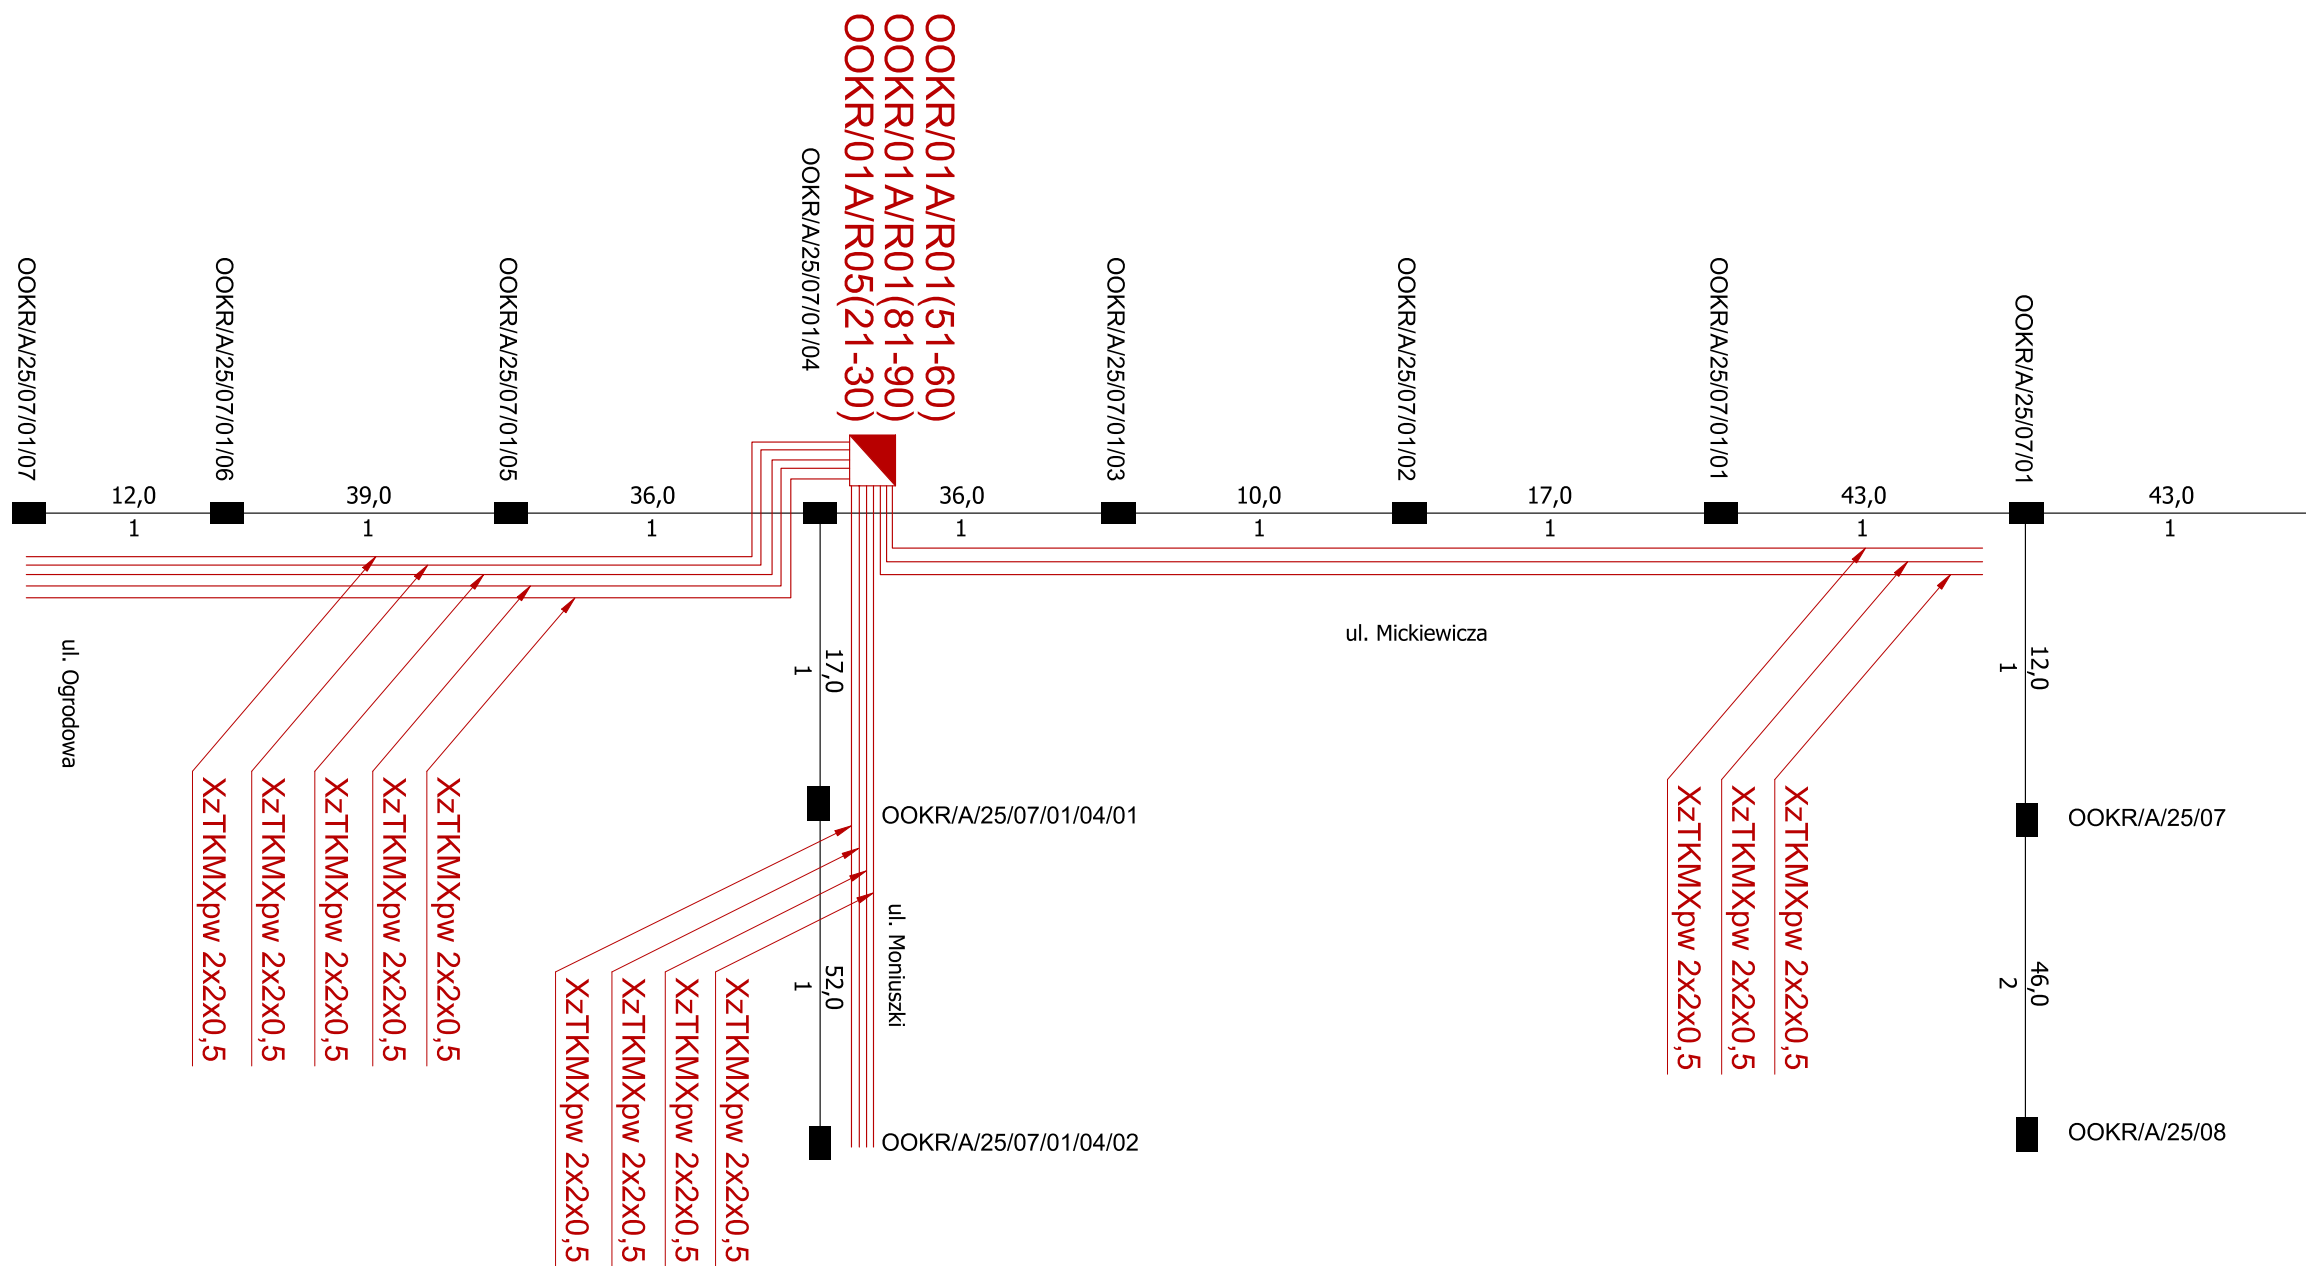 OOKR/01A/R01(51-60)
OOKR/01A/R01(81-90)
OOKR/01A/R05(21-30)
OOKR/A/25/07/01/07
OOKR/A/25/07/01/06
OOKR/A/25/07/01/05
OOKR/A/25/07/01/04
OOKR/A/25/07/01/03
OOKR/A/25/07/01/02
OOKR/A/25/07/01/01
OOKR/A/25/07/01
12,0
1
39,0
1
36,0
1
36,0
1
10,0
1
17,0
1
43,0
1
43,0
1
ul. Ogrodowa
ul. Mickiewicza
17,0
1
12,0
1
OOKR/A/25/07/01/04/01
OOKR/A/25/07
XzTKMXpw 2x2x0,5
XzTKMXpw 2x2x0,5
XzTKMXpw 2x2x0,5
XzTKMXpw 2x2x0,5
XzTKMXpw 2x2x0,5
XzTKMXpw 2x2x0,5
XzTKMXpw 2x2x0,5
XzTKMXpw 2x2x0,5
ul. Moniuszki
52,0
1
46,0
2
XzTKMXpw 2x2x0,5
XzTKMXpw 2x2x0,5
XzTKMXpw 2x2x0,5
XzTKMXpw 2x2x0,5
OOKR/A/25/07/01/04/02
OOKR/A/25/08